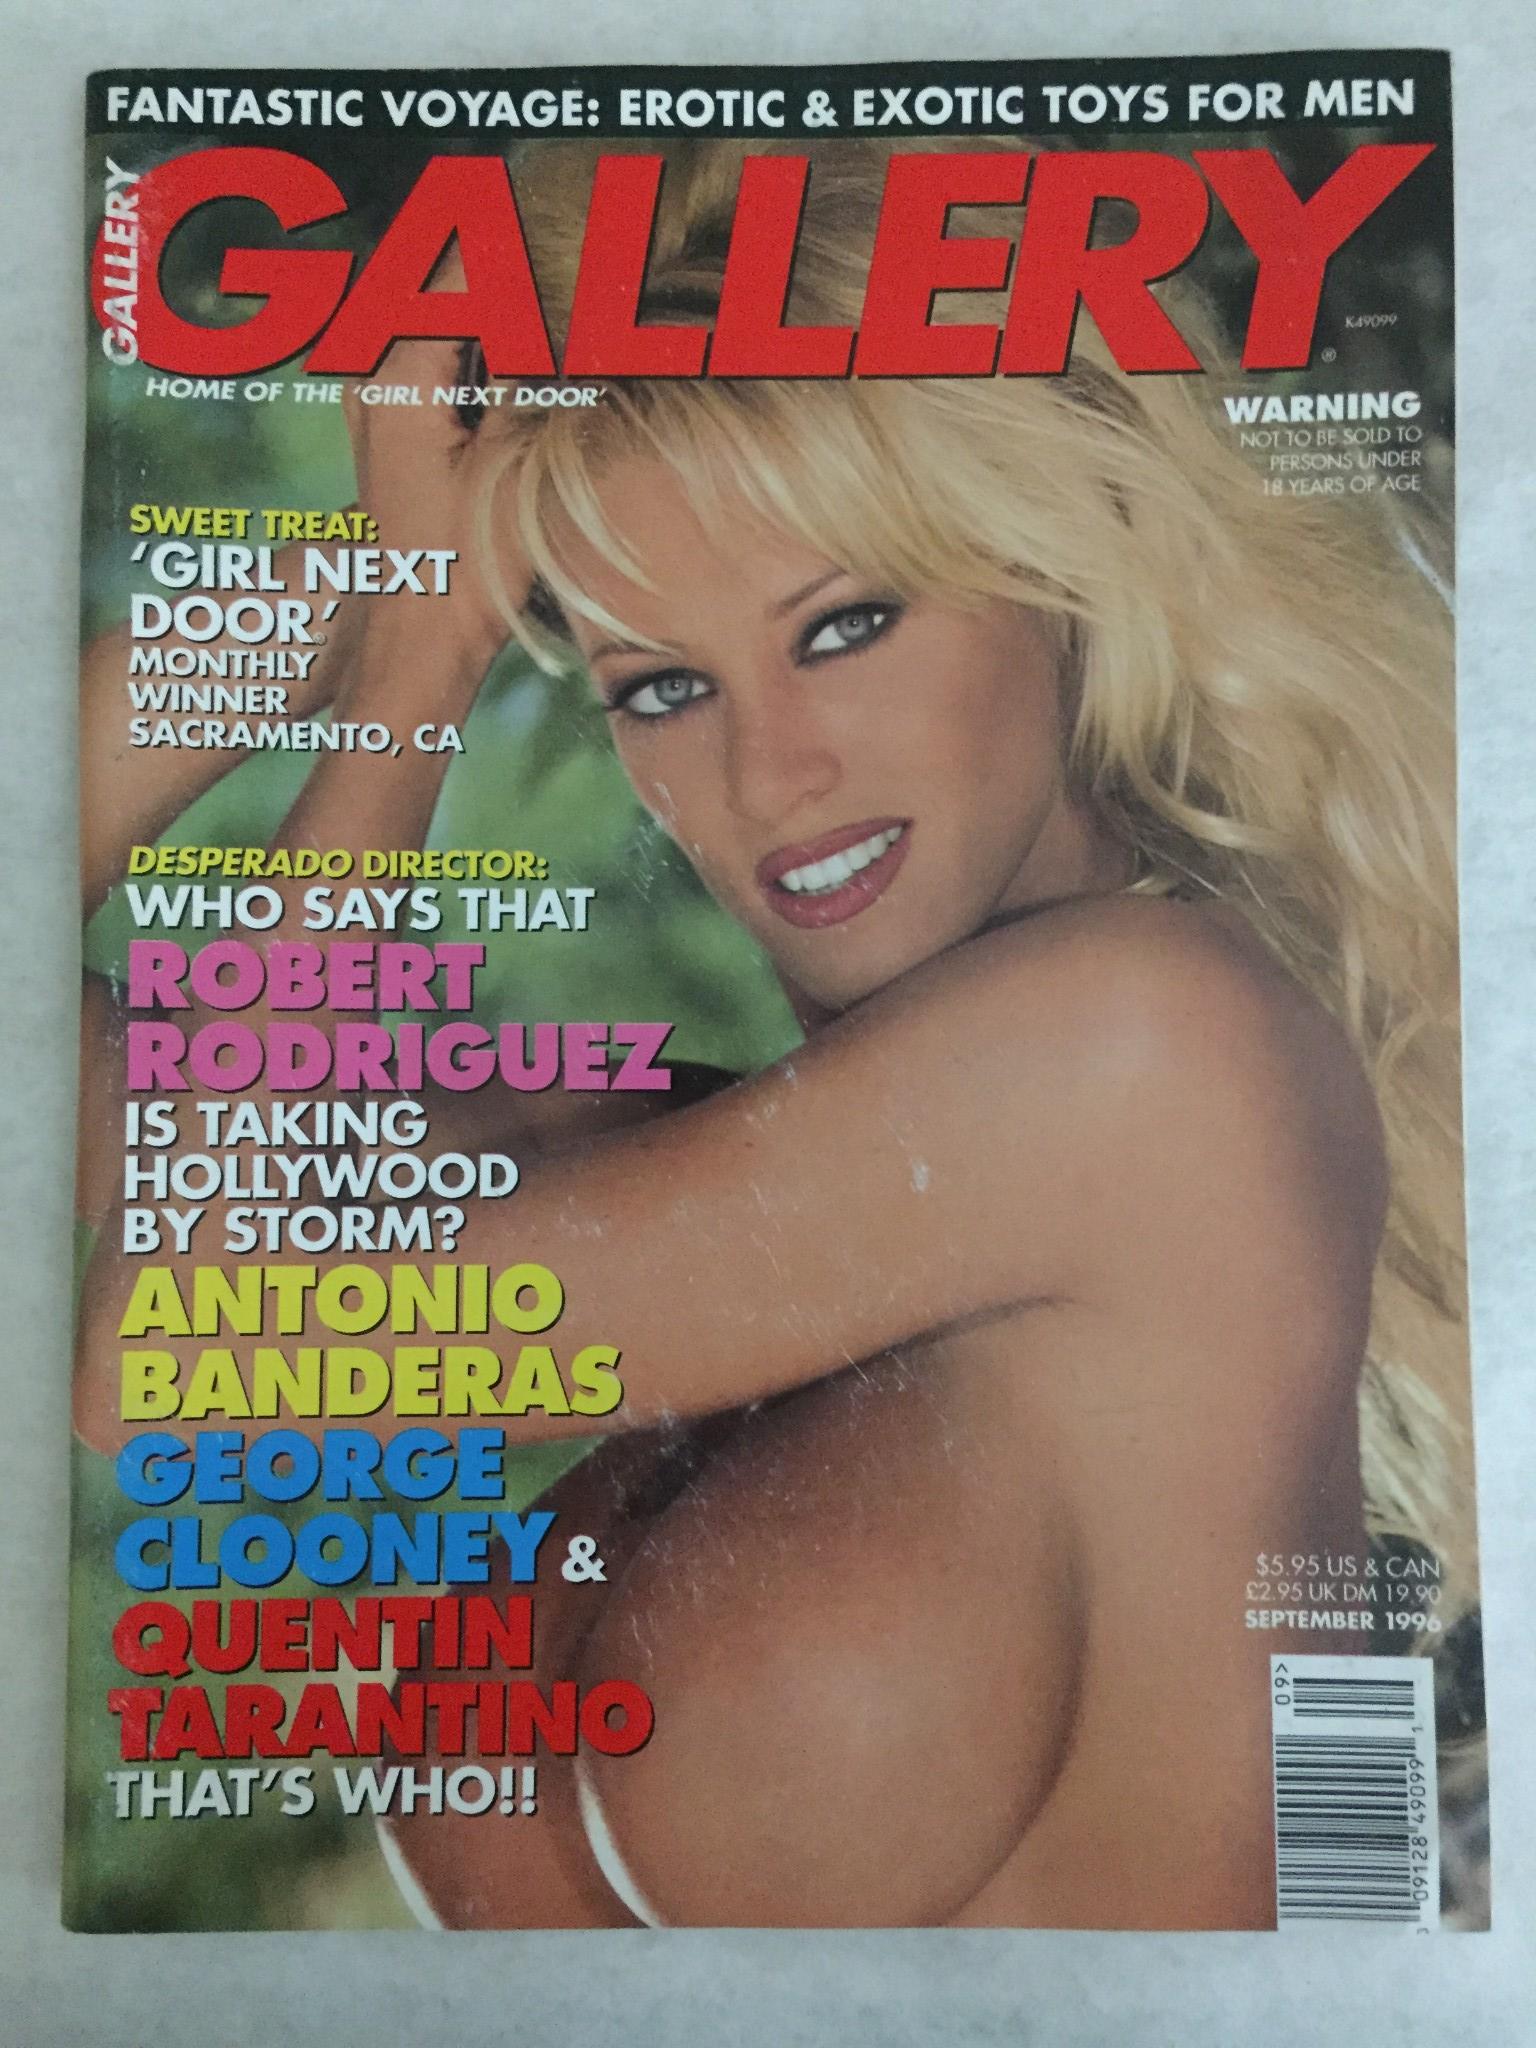 FANTASTIC VOYAGE: EROTIC & EXOTIC TOYS FOR MEN
GALLERY
GALLERY
K49099
®
HOME OF THE 'GIRL NEXT DOOR'
WARNING
NOT TO BE SOLD TO
PERSONS UNDER
18 YEARS OF AGE
SWEET TREAT:
'GIRL NEXT
DOOR'®
MONTHLY
WINNER
SACRAMENTO, CA
DESPERADO DIRECTOR:
WHO SAYS THAT
ROBERT
RODRIGUEZ
IS TAKING
HOLLYWOOD
BY STORM?
ANTONIO
BANDERAS
GEORGE
CLOONEY &
QUENTIN
TARANTINO
THAT'S WHO!!
$5.95 US & CAN
£2.95 UK DM 19.90
SEPTEMBER 1996
09>
09128 49099 1